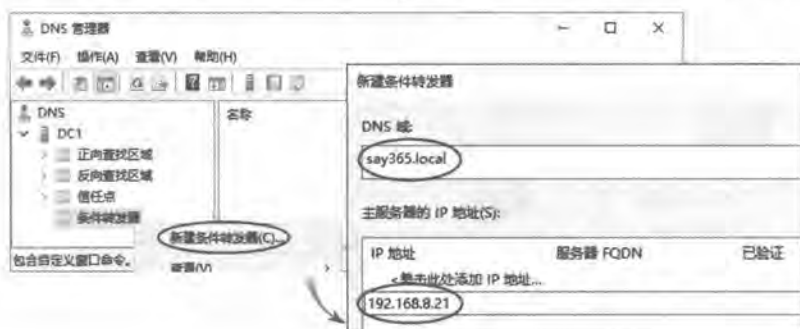 DNS 管理器
文件(F) 操作(A) 查看(V) 帮助(H)
DNS
DC1
正向查找区域
反向查找区域
信任点
条件转发器
名称
新建条件转发器(C)...
查看(V)
包含自定义窗口命令。
新建条件转发器
DNS 域:
say365.local
主服务器的 IP 地址(S):
IP 地址 服务器 FQDN 已验证
<单击此处添加 IP 地址...
192.168.8.21